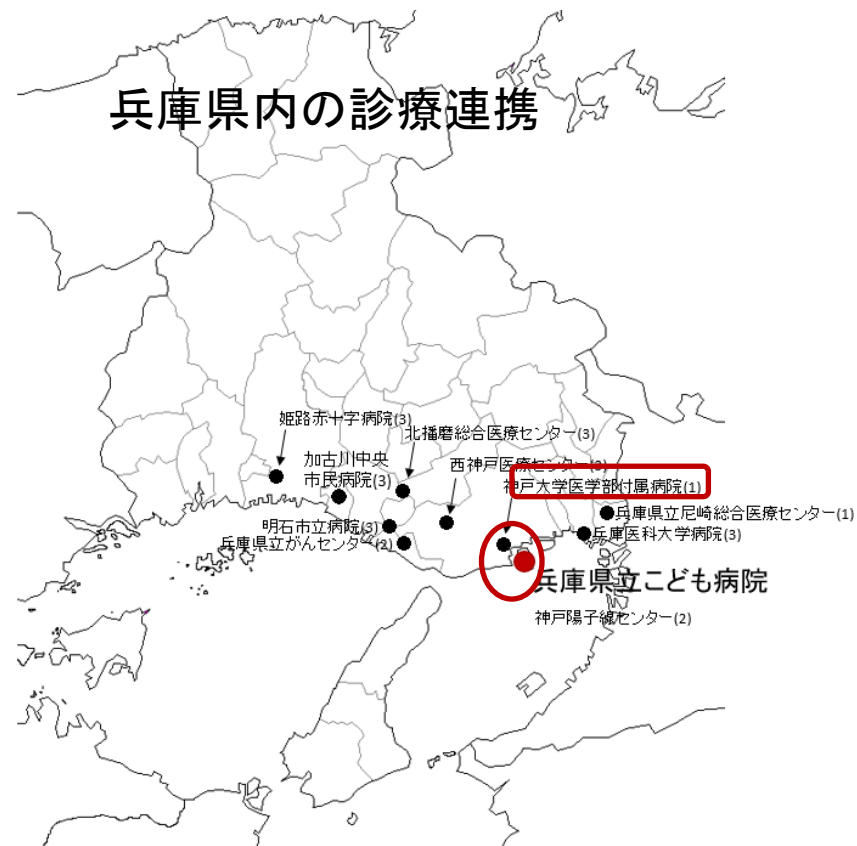 兵庫県内の診療連携
姫路赤十字病院(3)
北播磨総合医療センター(3)
加古川中央
市民病院(3)
西神戸医療センター(3)
神戸大学医学部付属病院(1)
兵庫県立尼崎総合医療センター(1)
明石市立病院(3)
兵庫医科大学病院(3)
兵庫県立がんセンター(2)
兵庫県立こども病院
神戸陽子線センター(2)